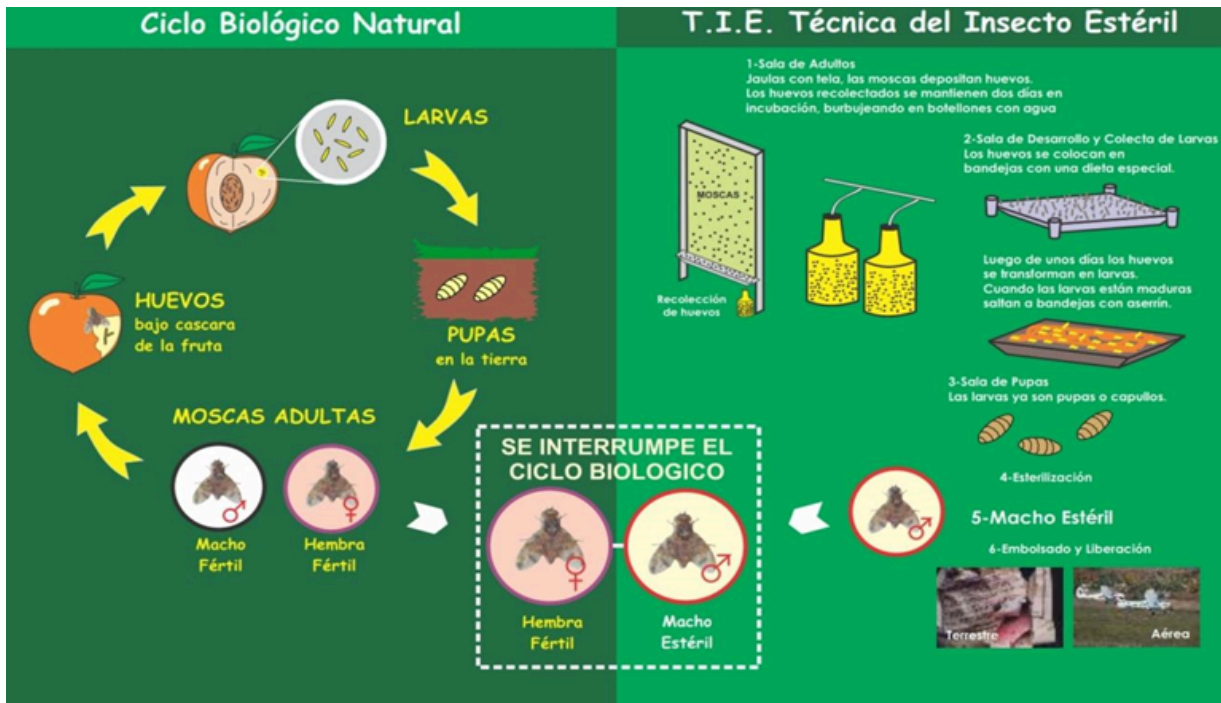 Ciclo Biológico Natural
LARVAS
HUEVOS
bajo cascara
de la fruta
PUPAS
en la tierra
MOSCAS ADULTAS
Macho
Fértil
Hembra
Fértil
SE INTERRUMPE EL
CICLO BIOLOGICO
Hembra
Fértil
Macho
Estéril
T.I.E. Técnica del Insecto Estéril
1-Sala de Adultos
Jaulas con tela, las moscas depositan huevos.
Los huevos recolectados se mantienen dos días en
incubación, burbujeando en botellones con agua
MOSCAS
Recolección
de huevos
2-Sala de Desarrollo y Colecta de Larvas
Los huevos se colocan en
bandejas con una dieta especial.
Luego de unos días los huevos
se transforman en larvas.
Cuando las larvas están maduras
saltan a bandejas con aserrín.
3-Sala de Pupas
Las larvas ya son pupas o capullos.
4-Esterilización
5-Macho Estéril
6-Embolsado y Liberación
Terrestre
Aérea